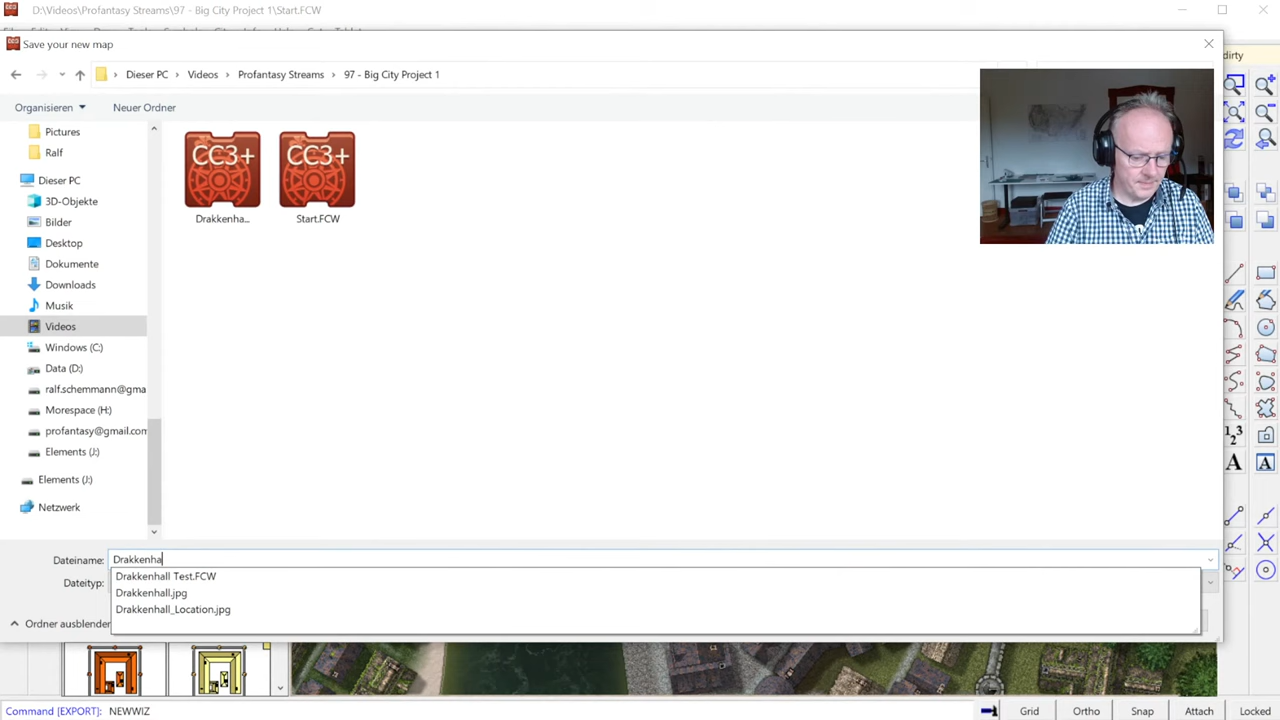 D:\Videos\Profantasy Streams\97 - Big City Project 1\Start.FCW
Save your new map
Dieser PC > Videos > Profantasy Streams > 97 - Big City Project 1
dirty
Organisieren
Neuer Ordner
Pictures
Ralf
Dieser PC
3D-Objekte
Bilder
Desktop
Dokumente
Downloads
Musik
Videos
Windows (C:)
Data (D:)
ralf.schemmann@gma
Morespace (H:)
profantasy@gmail.com
Elements (J:)
Elements (J:)
Netzwerk
CC3+
CC3+
Drakkenha...
Start.FCW
Dateiname: Drakkenha
Dateityp:
Drakkenhall Test.FCW
Drakkenhall.jpg
Drakkenhall_Location.jpg
Ordner ausblenden
Command [EXPORT]: NEWWIZ
Grid
Ortho
Snap
Attach
Locked